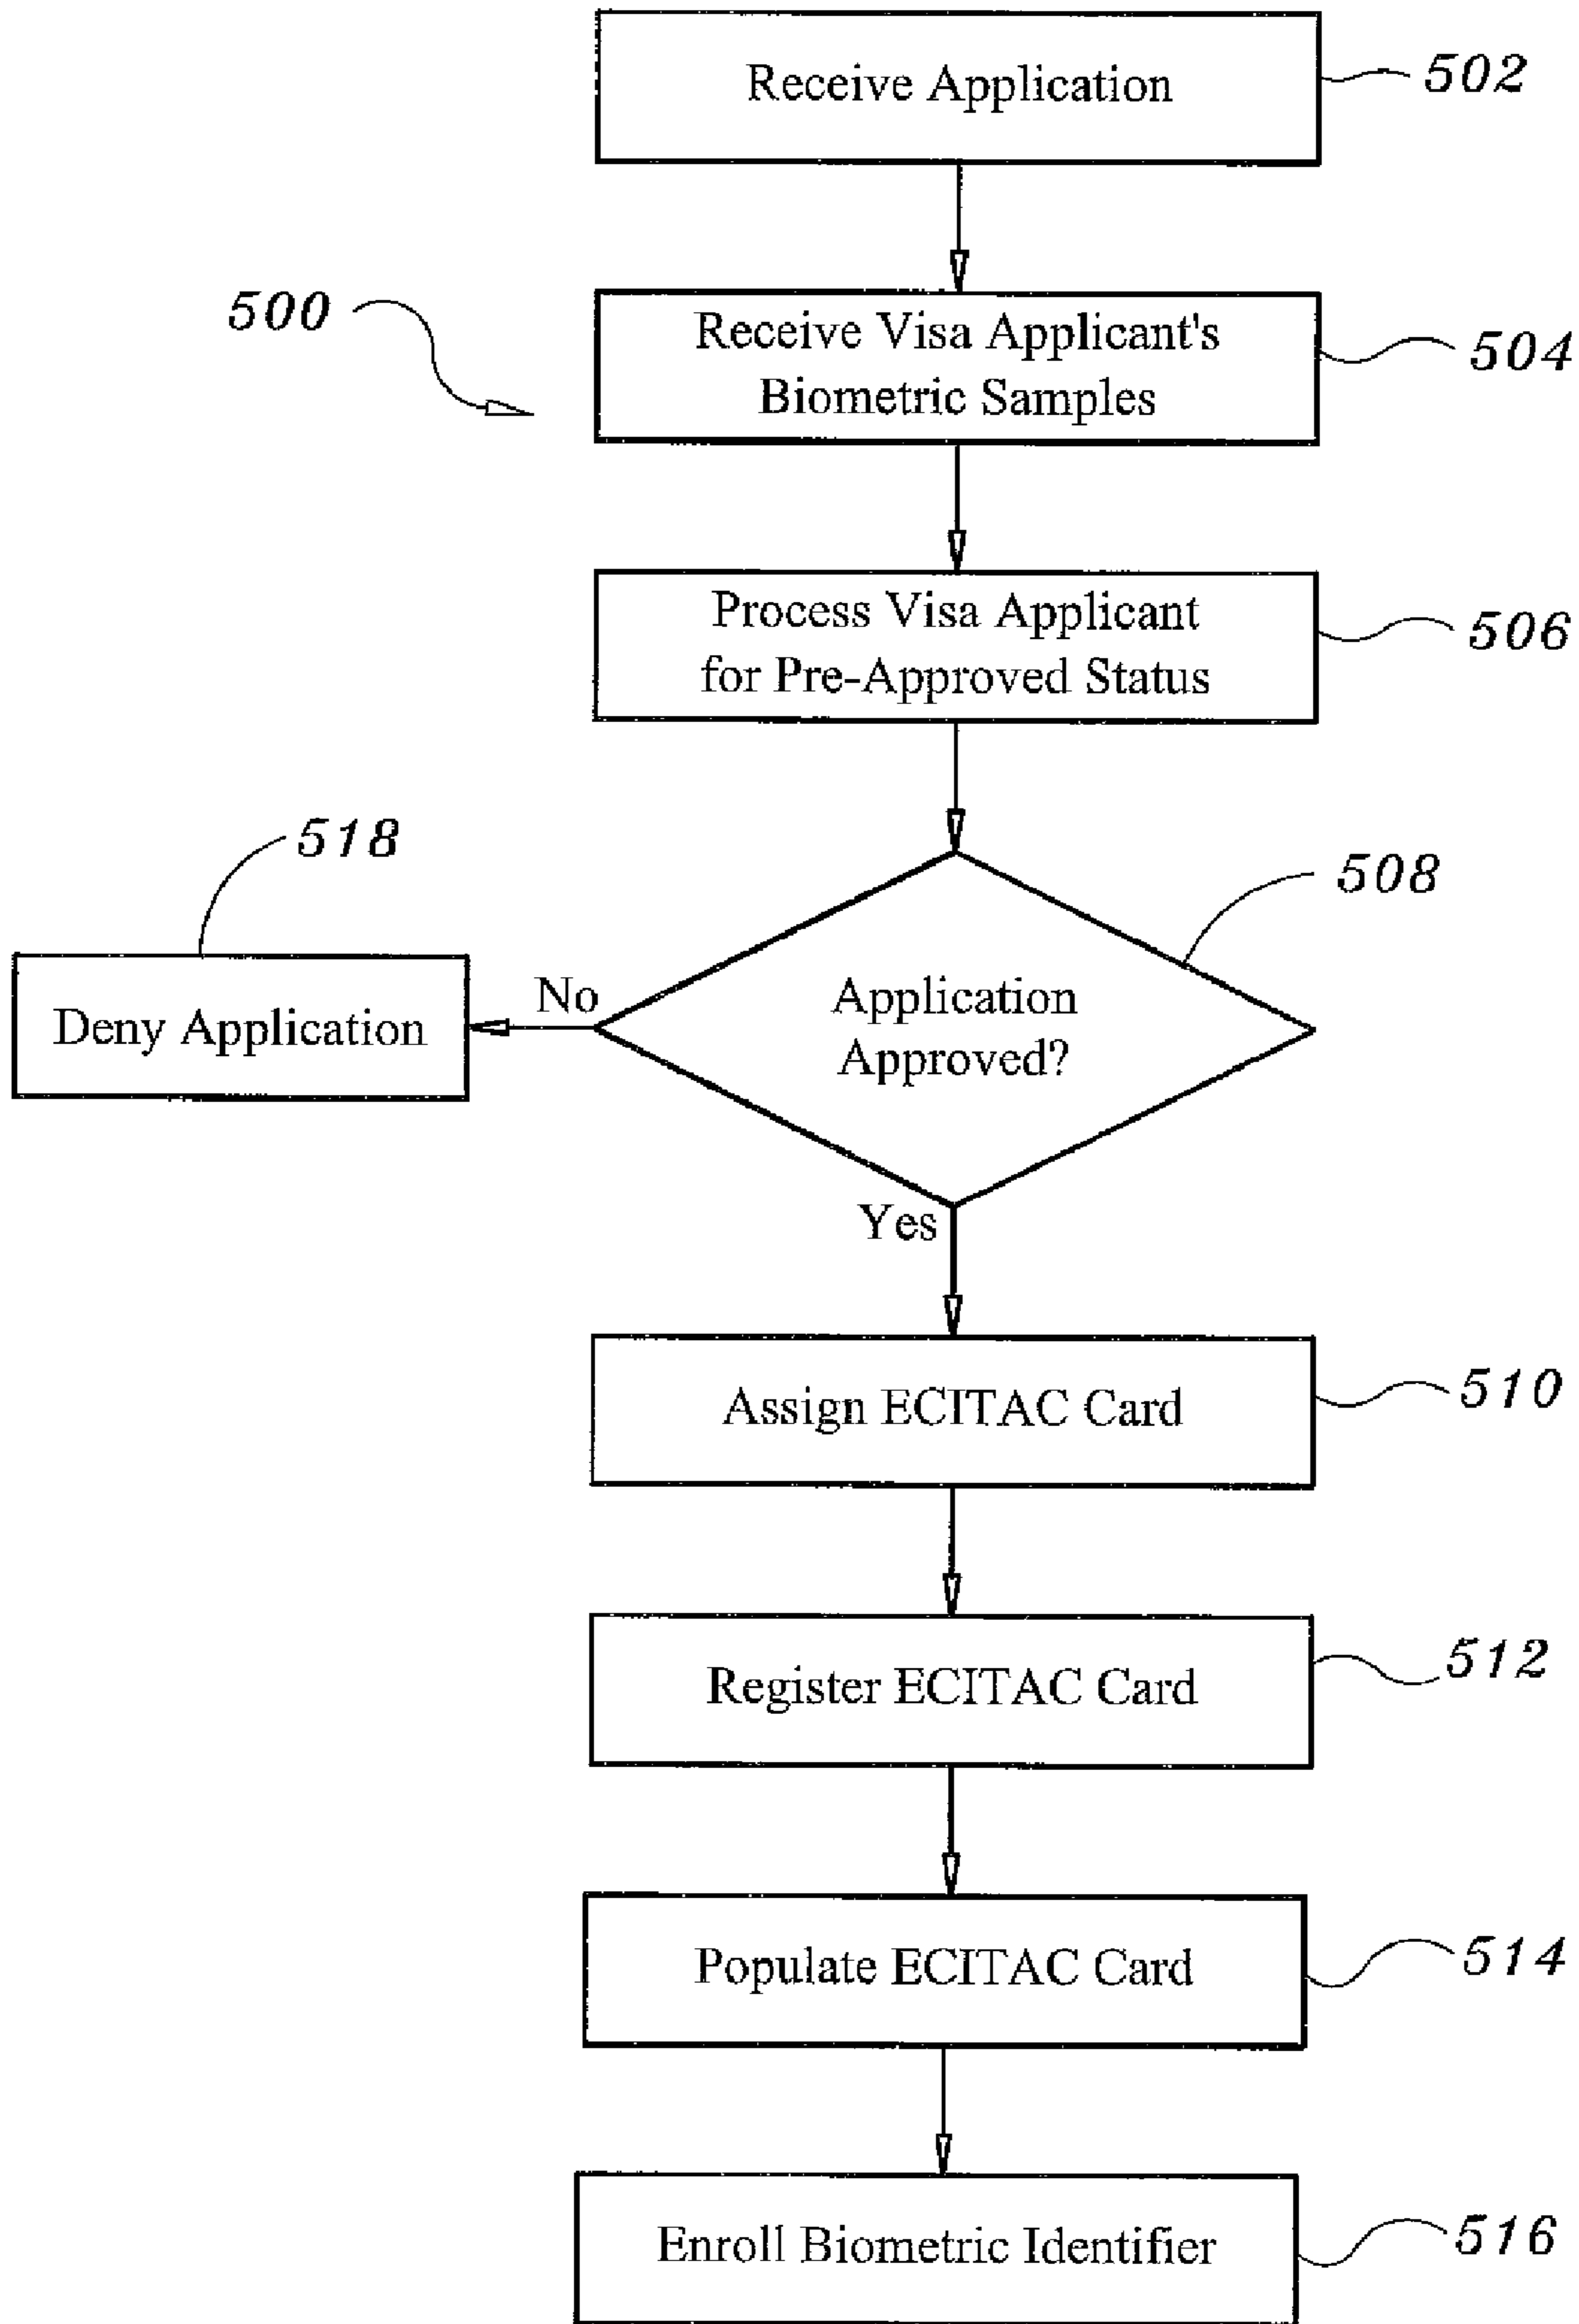 Receive Application
502
500
Receive Visa Applicant's
Biometric Samples
504
Process Visa Applicant
for Pre-Approved Status
506
518
508
Deny Application
No
Application
Approved?
Yes
Assign ECITAC Card
510
Register ECITAC Card
512
Populate ECITAC Card
514
Enroll Biometric Identifier
516